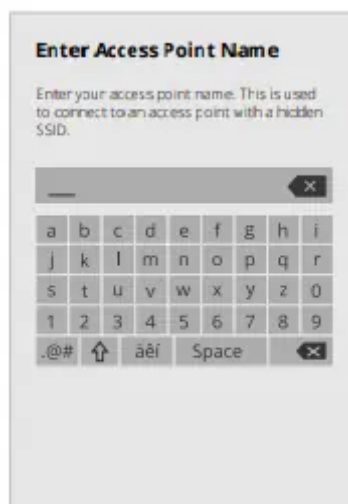 Enter Access Point Name
Enter your access point name. This is used
to connect to an access point with a hidden
SSID.
a b c d e f g h i
j k l m n o p q r
s t u v w x y z 0
1 2 3 4 5 6 7 8 9
.@# äêí Space